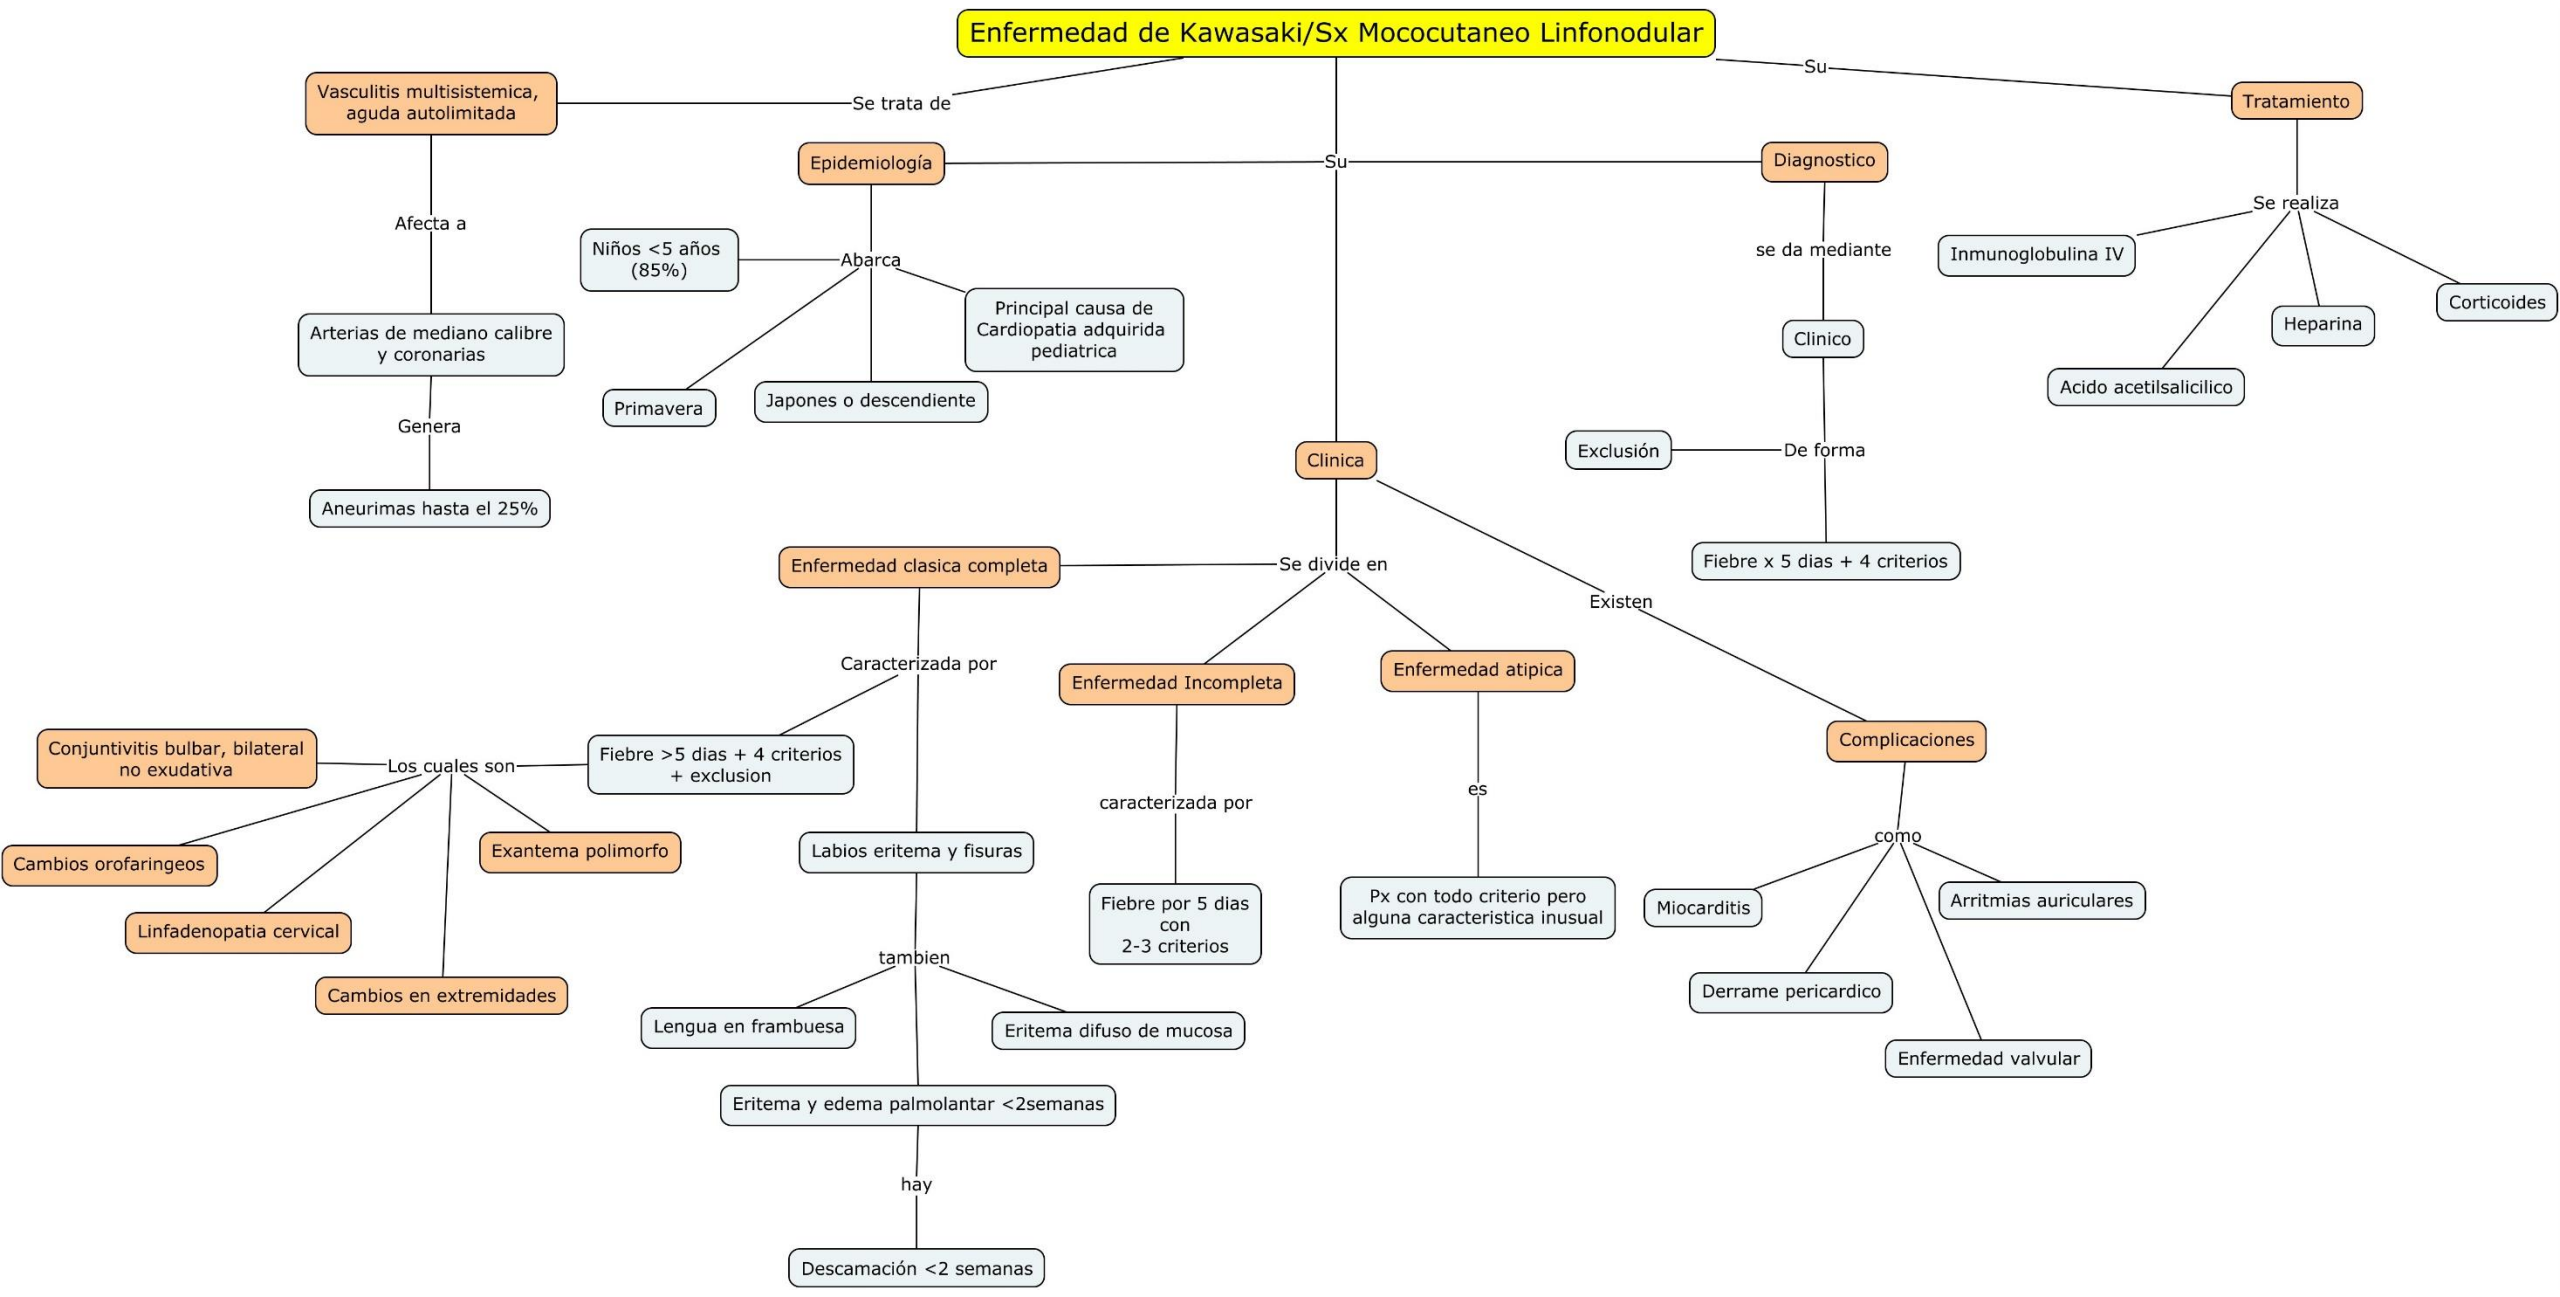 Enfermedad de Kawasaki/Sx Mococutaneo Linfonodular
Su
Vasculitis multisistemica,
aguda autolimitada
Se trata de
Tratamiento
Epidemiología
Su
Diagnostico
Afecta a
Se realiza
Niños <5 años
(85%)
Abarca
se da mediante
Inmunoglobulina IV
Principal causa de
Cardiopatia adquirida
pediatrica
Corticoides
Arterias de mediano calibre
y coronarias
Clinico
Heparina
Acido acetilsalicilico
Primavera
Japones o descendiente
Genera
Clinica
Exclusión
De forma
Aneurimas hasta el 25%
Enfermedad clasica completa
Se divide en
Fiebre x 5 dias + 4 criterios
Existen
Caracterizada por
Enfermedad Incompleta
Enfermedad atipica
Complicaciones
Conjuntivitis bulbar, bilateral
no exudativa
Los cuales son
Fiebre >5 dias + 4 criterios
+ exclusion
caracterizada por
es
como
Cambios orofaringeos
Exantema polimorfo
Labios eritema y fisuras
Linfadenopatia cervical
Fiebre por 5 dias
con
2-3 criterios
Px con todo criterio pero
alguna caracteristica inusual
Miocarditis
Arritmias auriculares
tambien
Cambios en extremidades
Derrame pericardico
Lengua en frambuesa
Eritema difuso de mucosa
Enfermedad valvular
Eritema y edema palmolantar <2semanas
hay
Descamación <2 semanas